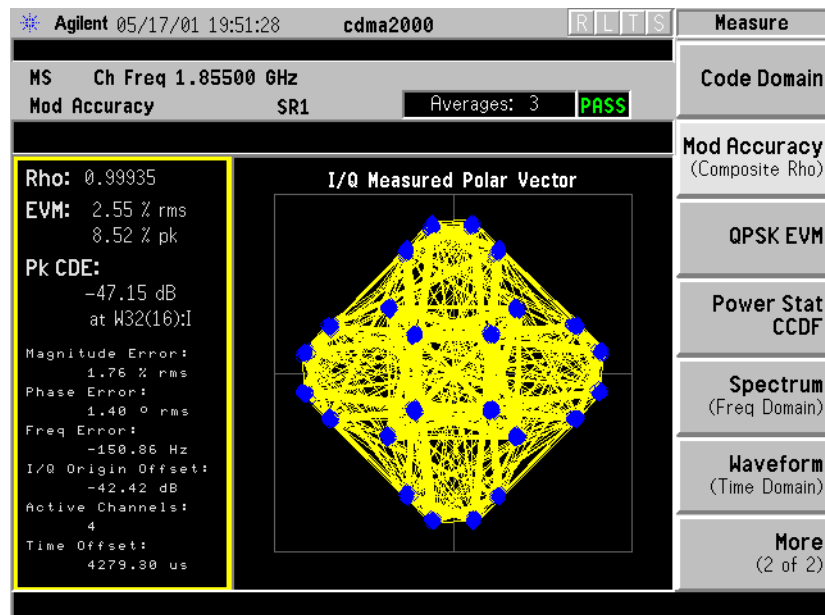 Agilent 05/17/01 19:51:28 cdma2000 R L T S Measure
MS Ch Freq 1.85500 GHz
Mod Accuracy SR1 Averages: 3 PASS
Rho: 0.99935
EVM: 2.55 % rms
8.52 % pk
Pk CDE:
-47.15 dB
at W32(16):I
Magnitude Error:
1.76 % rms
Phase Error:
1.40 º rms
Freq Error:
-150.86 Hz
I/Q Origin Offset:
-42.42 dB
Active Channels:
4
Time Offset:
4279.30 us
I/Q Measured Polar Vector
Code Domain
Mod Accuracy
(Composite Rho)
QPSK EVM
Power Stat
CCDF
Spectrum
(Freq Domain)
Waveform
(Time Domain)
More
(2 of 2)